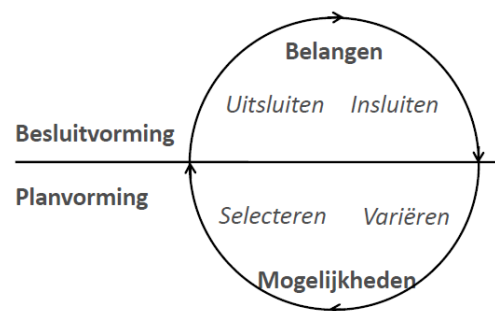 Belangen
Uitsluiten Insluiten
Besluitvorming
Planvorming
Selecteren Variëren
Mogelijkheden